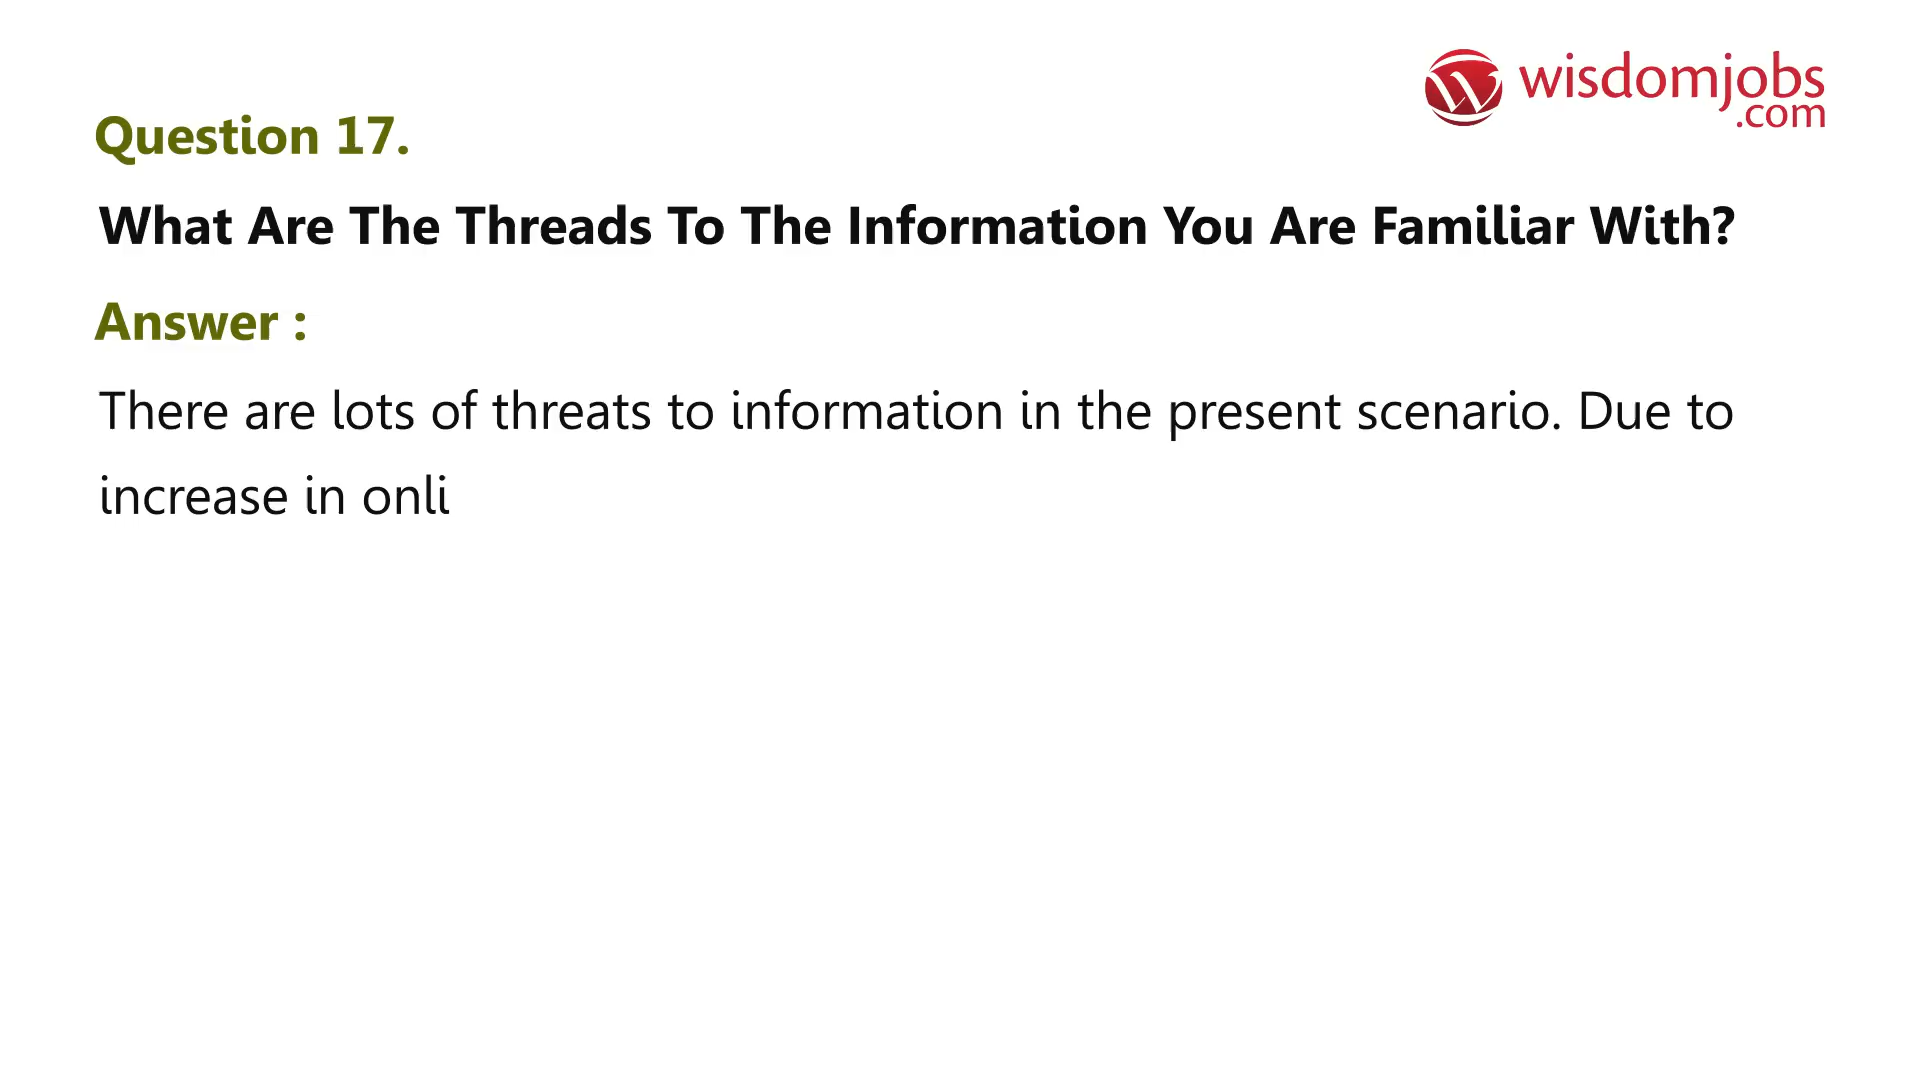 wisdomjobs
.com
Question 17.
What Are The Threads To The Information You Are Familiar With?
Answer :
There are lots of threats to information in the present scenario. Due to
increase in onli